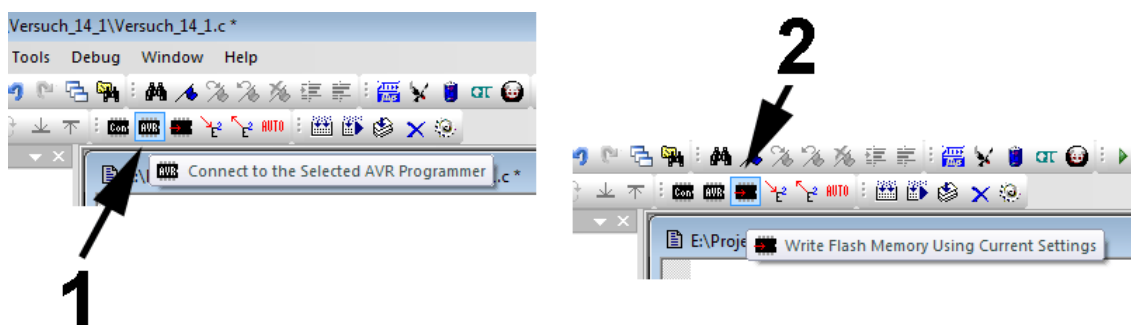 \Versuch_14_1\Versuch_14_1.c *
Tools Debug Window Help
Con AVR AUTO
Connect to the Selected AVR Programmer
.c *
1
2
Con AVR AUTO
E:\Proje
Write Flash Memory Using Current Settings